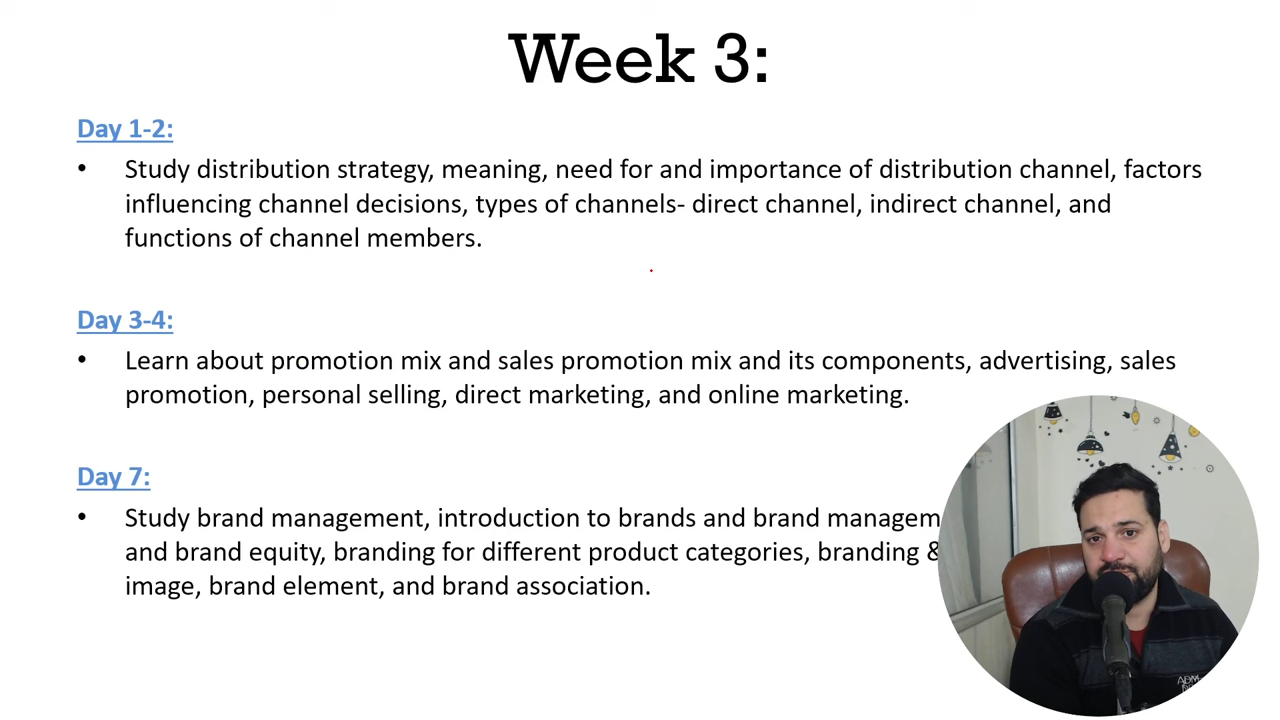 Week 3:
Day 1-2:
• Study distribution strategy, meaning, need for and importance of distribution channel, factors
influencing channel decisions, types of channels- direct channel, indirect channel, and
functions of channel members.
Day 3-4:
• Learn about promotion mix and sales promotion mix and its components, advertising, sales
promotion, personal selling, direct marketing, and online marketing.
Day 7:
• Study brand management, introduction to brands and brand managem
and brand equity, branding for different product categories, branding &
image, brand element, and brand association.